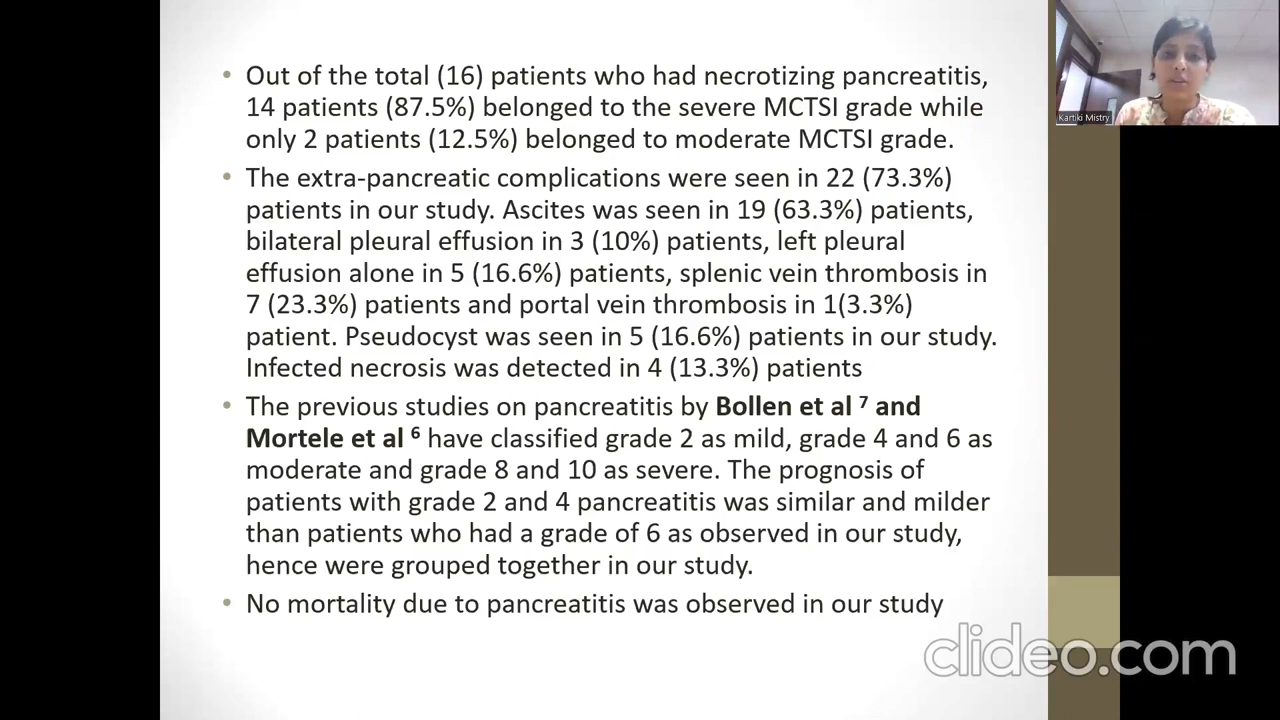 • Out of the total (16) patients who had necrotizing pancreatitis,
14 patients (87.5%) belonged to the severe MCTSI grade while
only 2 patients (12.5%) belonged to moderate MCTSI grade.
• The extra-pancreatic complications were seen in 22 (73.3%)
patients in our study. Ascites was seen in 19 (63.3%) patients,
bilateral pleural effusion in 3 (10%) patients, left pleural
effusion alone in 5 (16.6%) patients, splenic vein thrombosis in
7 (23.3%) patients and portal vein thrombosis in 1(3.3%)
patient. Pseudocyst was seen in 5 (16.6%) patients in our study.
Infected necrosis was detected in 4 (13.3%) patients
• The previous studies on pancreatitis by Bollen et al ⁷ and
Mortele et al ⁶ have classified grade 2 as mild, grade 4 and 6 as
moderate and grade 8 and 10 as severe. The prognosis of
patients with grade 2 and 4 pancreatitis was similar and milder
than patients who had a grade of 6 as observed in our study,
hence were grouped together in our study.
• No mortality due to pancreatitis was observed in our study
Kartiki Mistry
clideo.com